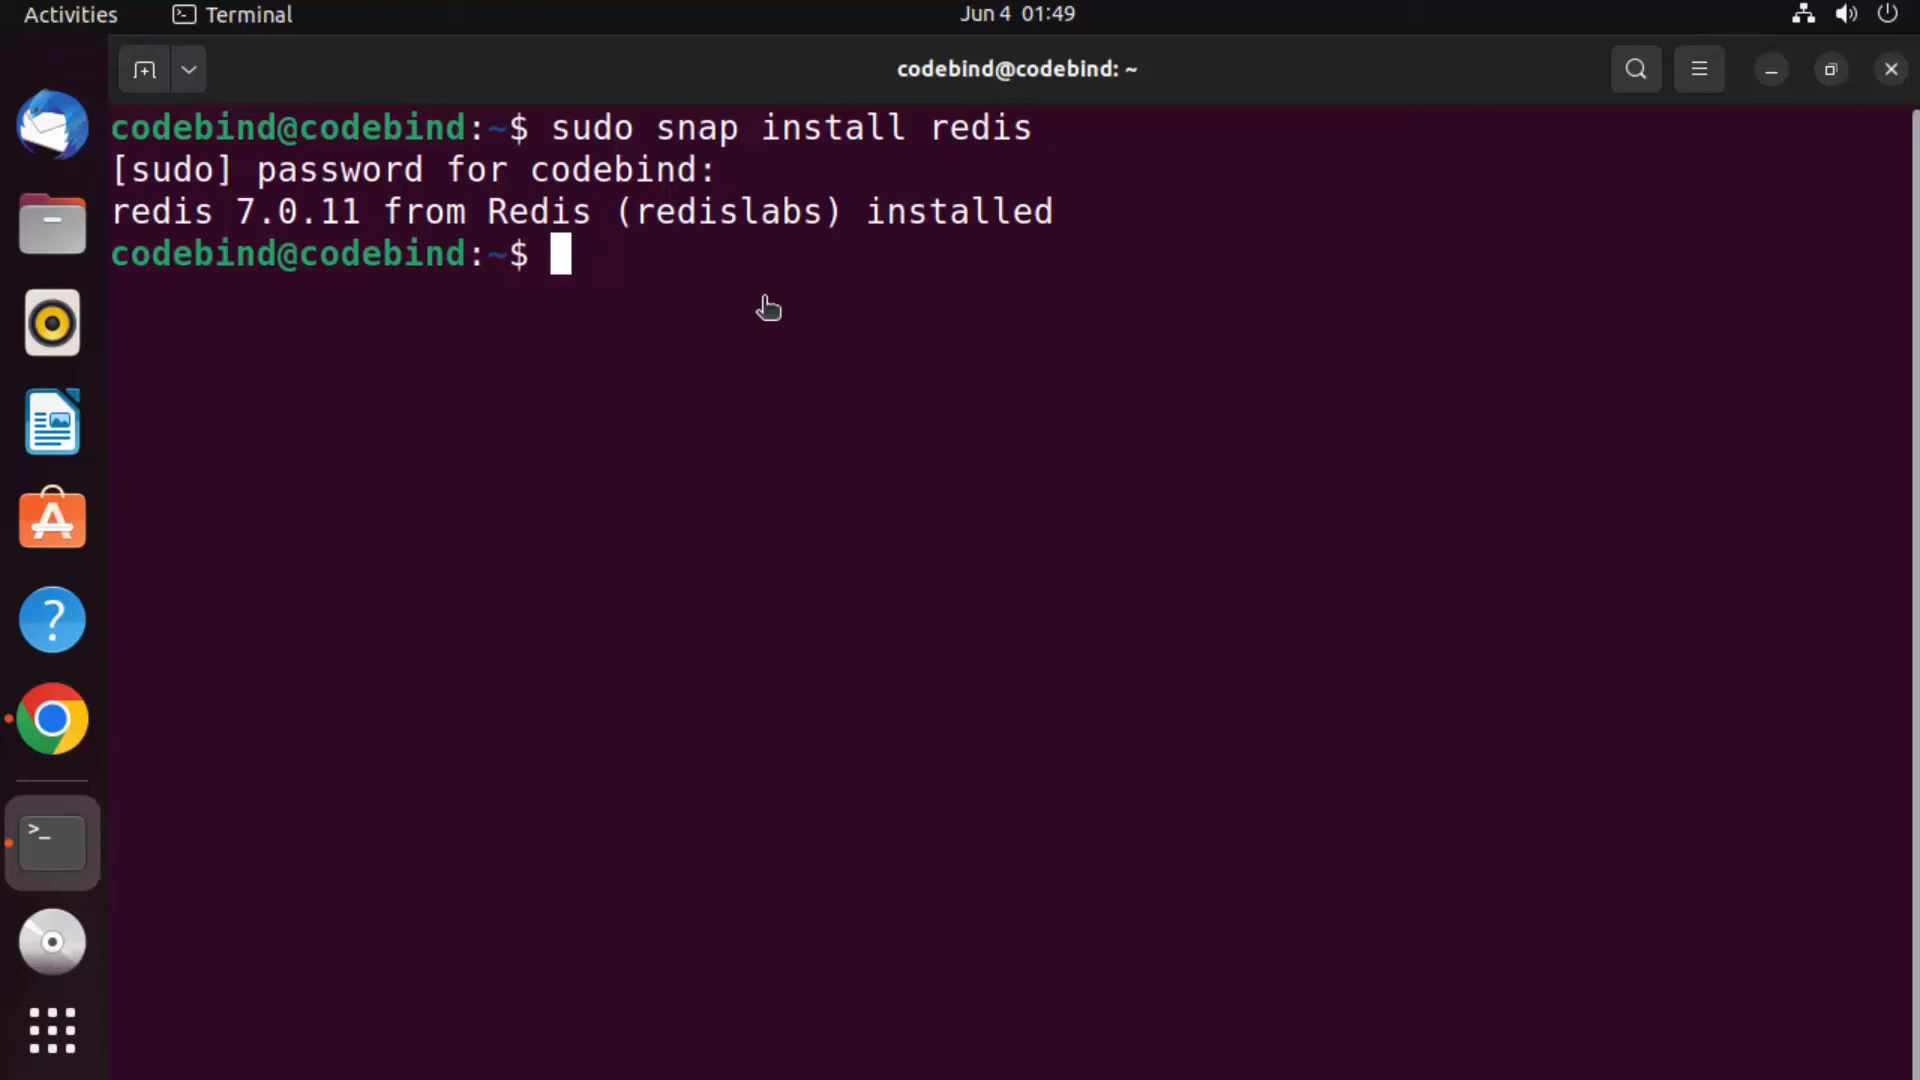 Activities Terminal Jun 4 01:49
codebind@codebind: ~
codebind@codebind:~$ sudo snap install redis
[sudo] password for codebind:
redis 7.0.11 from Redis (redislabs) installed
codebind@codebind:~$